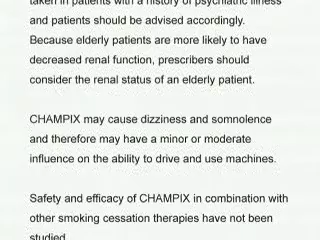 taken in patients with a history of psychiatric illness
and patients should be advised accordingly.
Because elderly patients are more likely to have
decreased renal function, prescribers should
consider the renal status of an elderly patient.
CHAMPIX may cause dizziness and somnolence
and therefore may have a minor or moderate
influence on the ability to drive and use machines.
Safety and efficacy of CHAMPIX in combination with
other smoking cessation therapies have not been
studied.